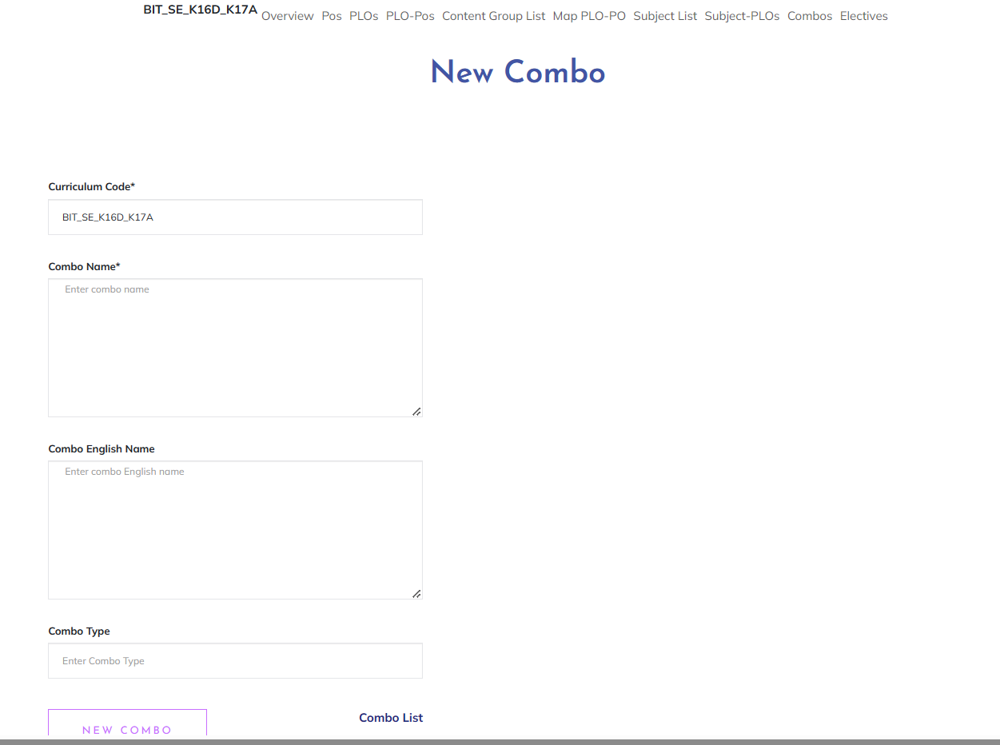 BIT_SE_K16D_K17A Overview Pos PLOs PLO-Pos Content Group List Map PLO-PO Subject List Subject-PLOs Combos Electives
New Combo
Curriculum Code*
BIT_SE_K16D_K17A
Combo Name*
Enter combo name
Combo English Name
Enter combo English name
Combo Type
Enter Combo Type
NEW COMBO Combo List